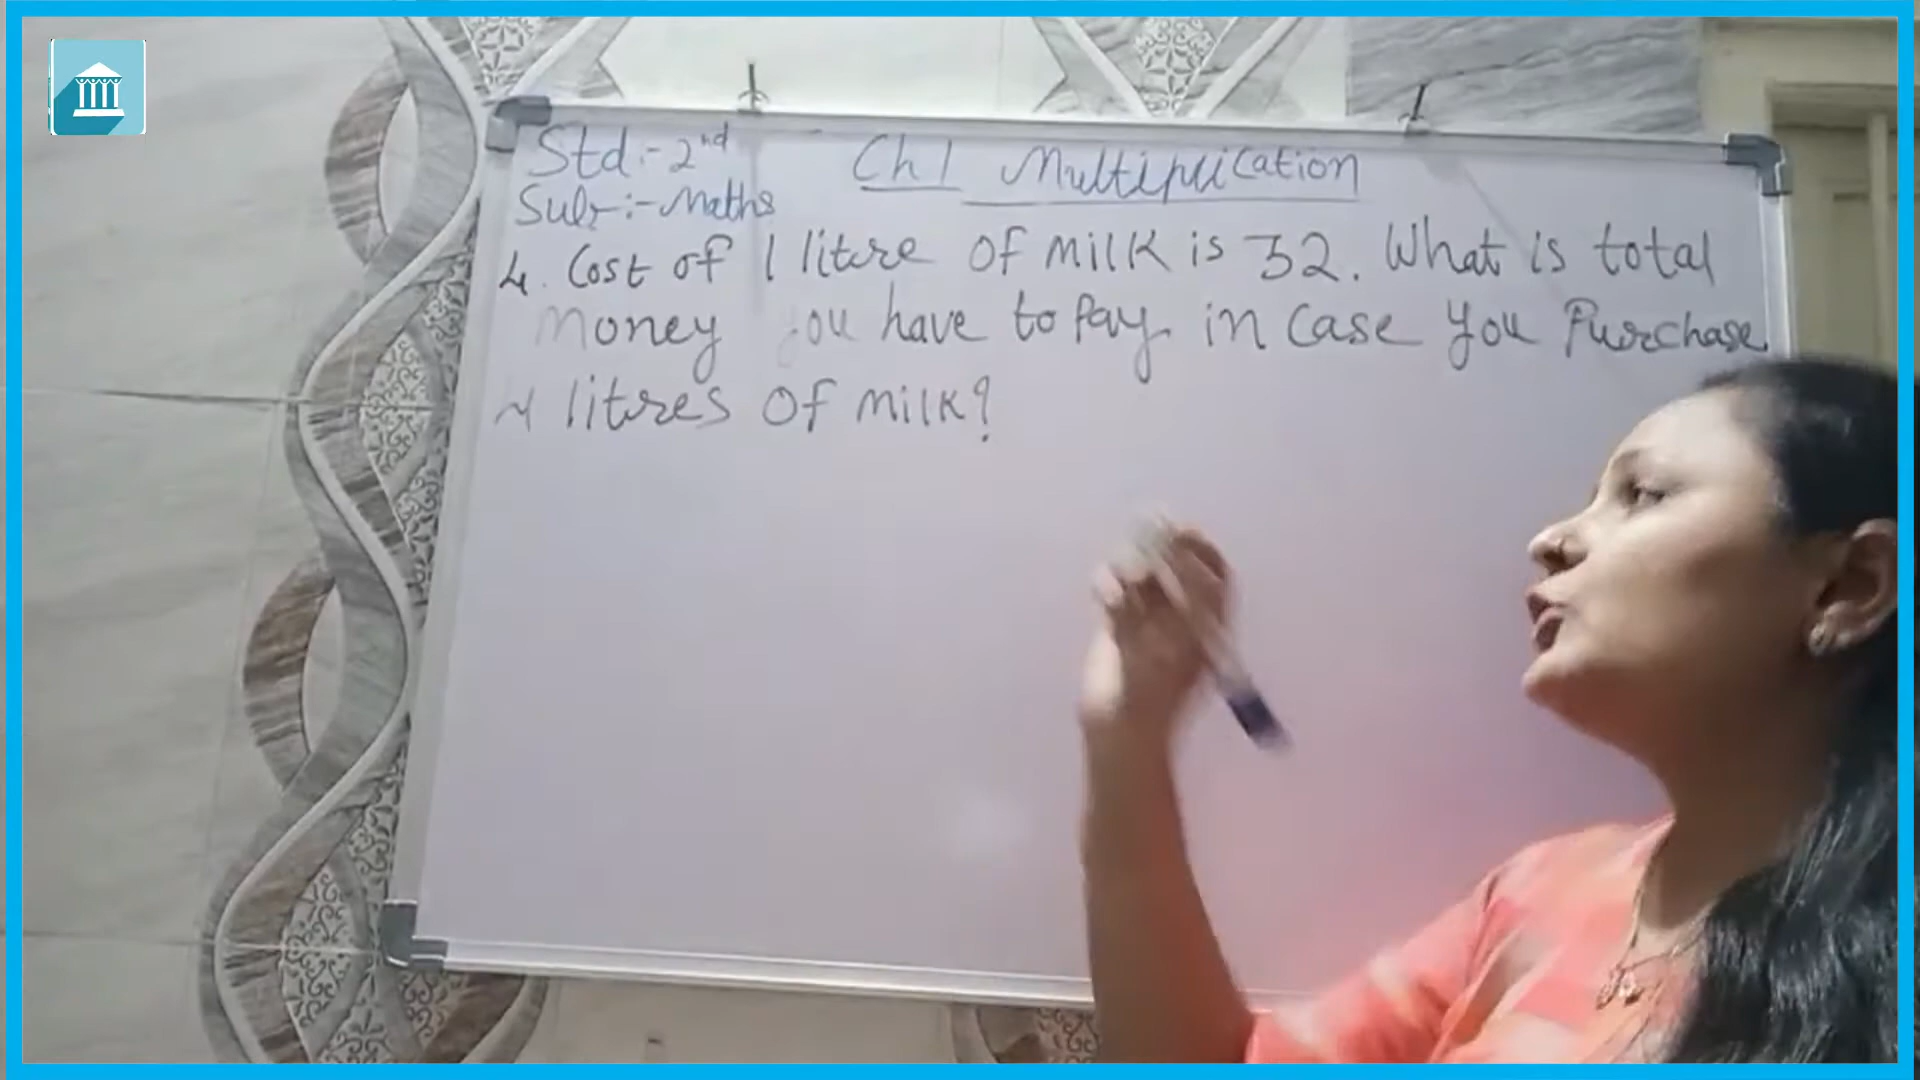 Std:- 2nd Ch 1 Multiplication
Sub:- Maths
4. Cost of 1 litre of milk is 32. What is total
money you have to pay in case you Purchase
4 litres of milk?